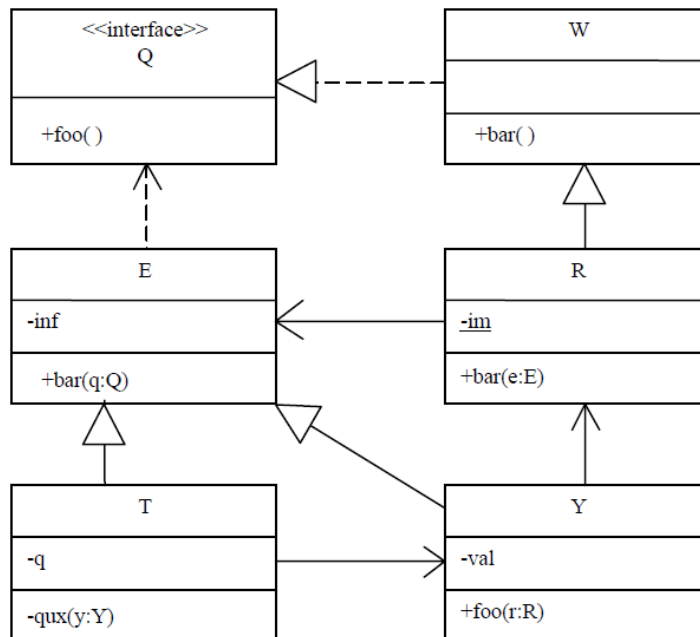 <<interface>>
Q
+foo( )
W
+bar( )
E
-inf
+bar(q:Q)
R
-im
+bar(e:E)
T
-q
-qux(y:Y)
Y
-val
+foo(r:R)